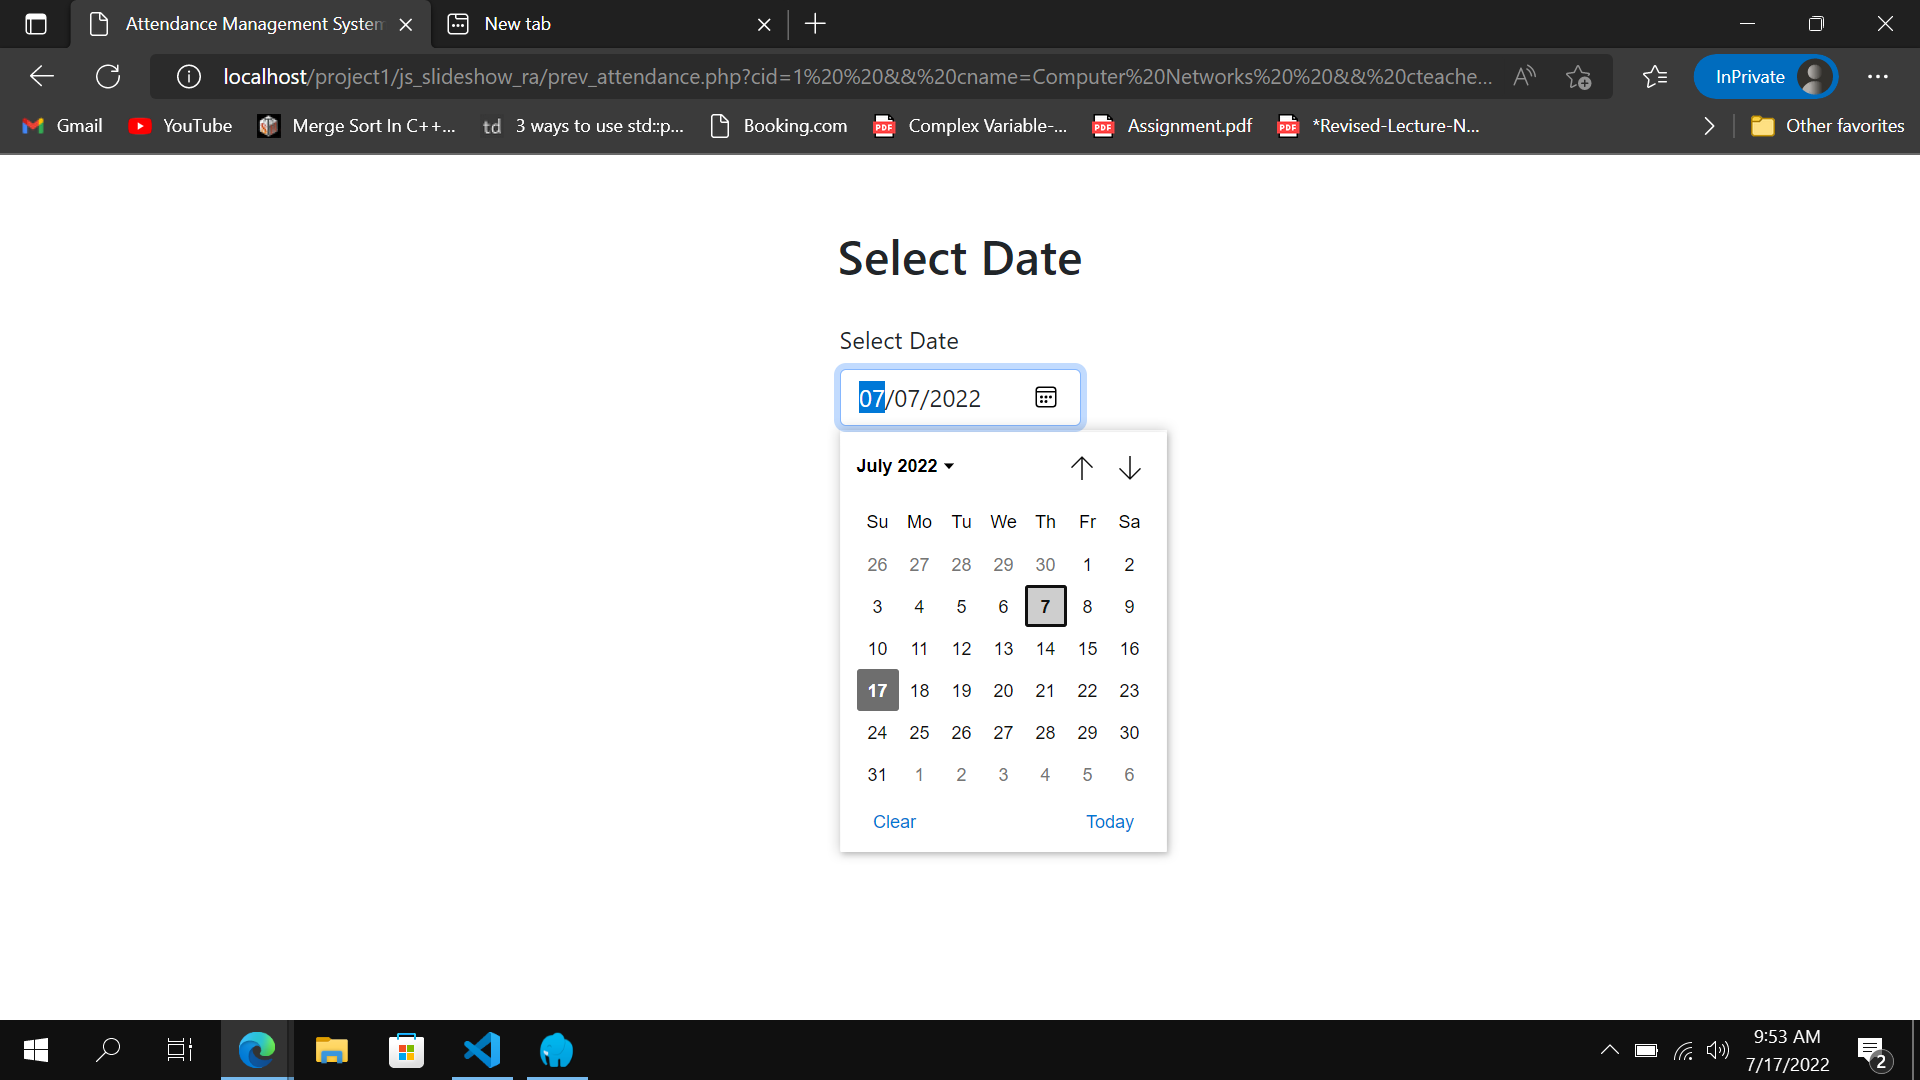 Attendance Management System
New tab
localhost/project1/js_slideshow_ra/prev_attendance.php?cid=1%20%20&&%20cname=Computer%20Networks%20%20&&%20cteache...
InPrivate
Gmail
YouTube
Merge Sort In C++...
td 3 ways to use std::p...
Booking.com
PDF Complex Variable-...
PDF Assignment.pdf
PDF *Revised-Lecture-N...
Other favorites
Select Date
Select Date
07/07/2022
July 2022
Su Mo Tu We Th Fr Sa
26 27 28 29 30 1 2
3 4 5 6 7 8 9
10 11 12 13 14 15 16
17 18 19 20 21 22 23
24 25 26 27 28 29 30
31 1 2 3 4 5 6
Clear Today
9:53 AM
7/17/2022
2